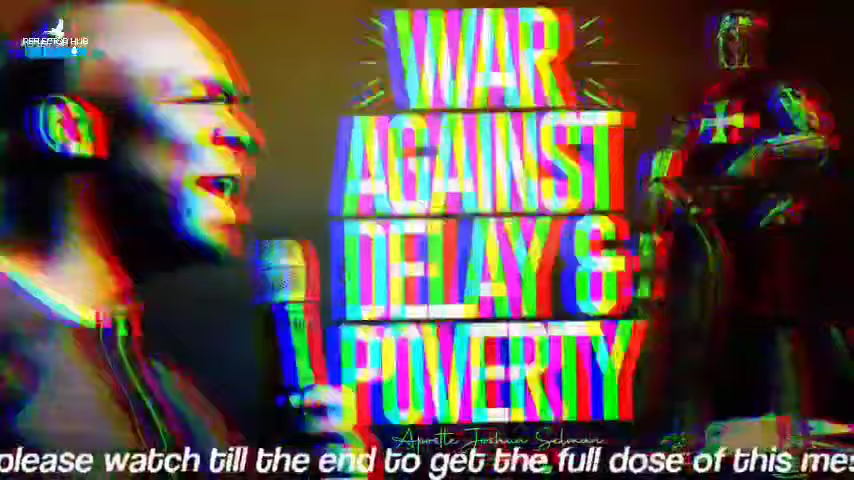 REFLECTOR HUB
WAR
AGAINST
DELAY &
POVERTY
Apostle Joshua Selman
please watch till the end to get the full dose of this mes